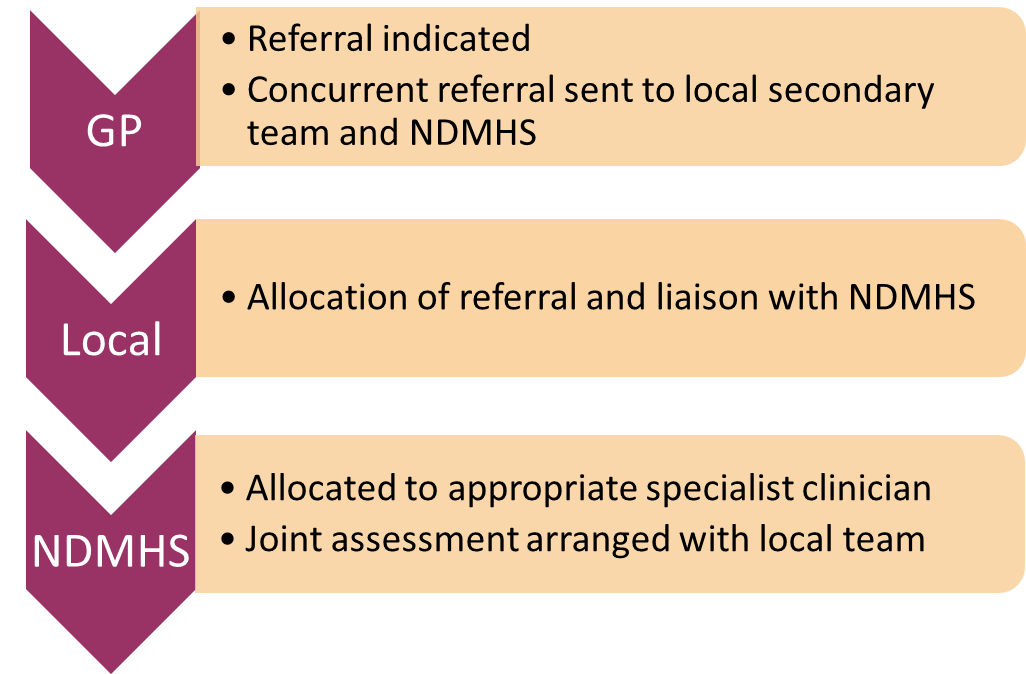 GP
• Referral indicated
• Concurrent referral sent to local secondary
team and NDMHS
Local
• Allocation of referral and liaison with NDMHS
NDMHS
• Allocated to appropriate specialist clinician
• Joint assessment arranged with local team